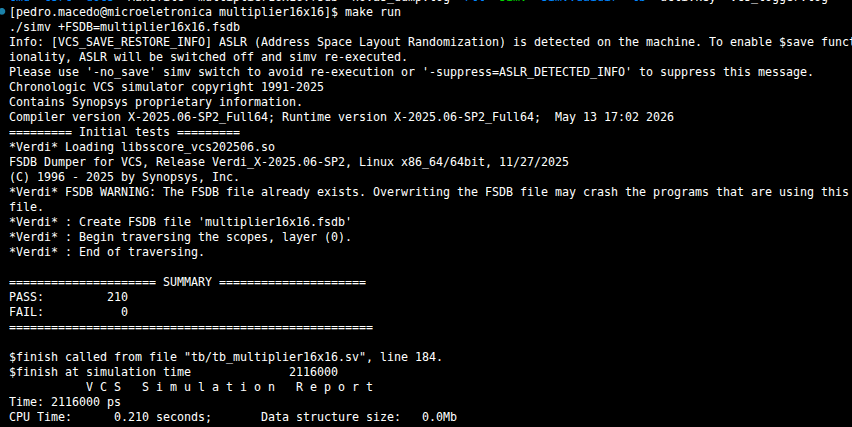 [pedro.macedo@microeletronica multiplier16x16]$ make run
./simv +FSDB=multiplier16x16.fsdb
Info: [VCS_SAVE_RESTORE_INFO] ASLR (Address Space Layout Randomization) is detected on the machine. To enable $save funct
ionality, ASLR will be switched off and simv re-executed.
Please use '-no_save' simv switch to avoid re-execution or '-suppress=ASLR_DETECTED_INFO' to suppress this message.
Chronologic VCS simulator copyright 1991-2025
Contains Synopsys proprietary information.
Compiler version X-2025.06-SP2_Full64; Runtime version X-2025.06-SP2_Full64;  May 13 17:02 2026
========= Initial tests =========
*Verdi* Loading libsscore_vcs202506.so
FSDB Dumper for VCS, Release Verdi_X-2025.06-SP2, Linux x86_64/64bit, 11/27/2025
(C) 1996 - 2025 by Synopsys, Inc.
*Verdi* FSDB WARNING: The FSDB file already exists. Overwriting the FSDB file may crash the programs that are using this
file.
*Verdi* : Create FSDB file 'multiplier16x16.fsdb'
*Verdi* : Begin traversing the scopes, layer (0).
*Verdi* : End of traversing.
===================== SUMMARY =====================
PASS:         210
FAIL:           0
====================================================
$finish called from file "tb/tb_multiplier16x16.sv", line 184.
$finish at simulation time              2116000
           V C S   S i m u l a t i o n   R e p o r t
Time: 2116000 ps
CPU Time:      0.210 seconds;       Data structure size:   0.0Mb